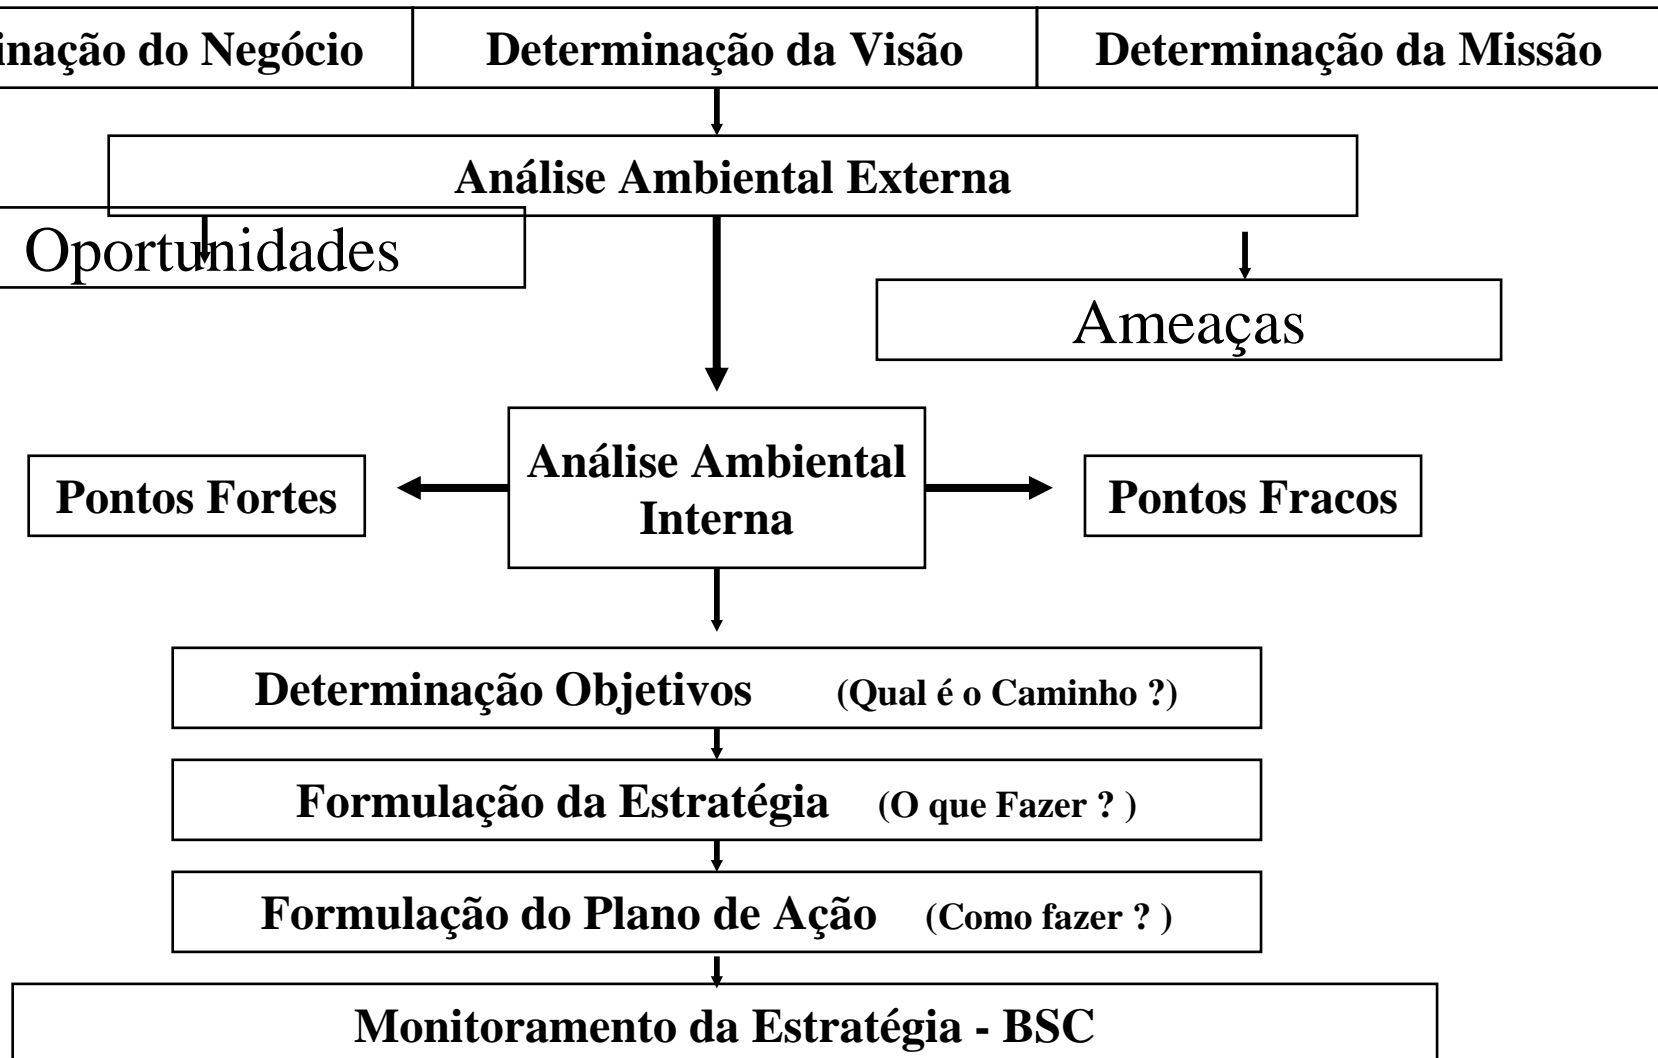 inação do Negócio
Determinação da Visão
Determinação da Missão
Análise Ambiental Externa
Oportunidades
Ameaças
Análise Ambiental
Interna
Pontos Fortes
Pontos Fracos
Determinação Objetivos (Qual é o Caminho ?)
Formulação da Estratégia (O que Fazer ? )
Formulação do Plano de Ação (Como fazer ? )
Monitoramento da Estratégia - BSC